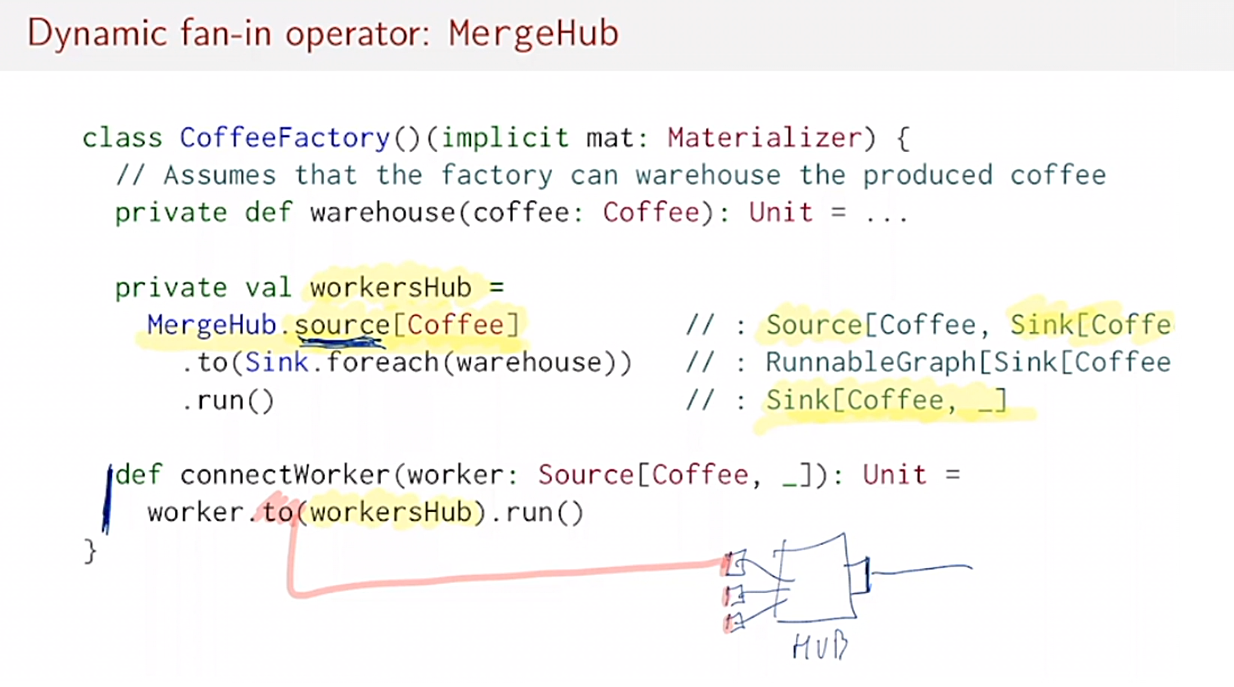 Dynamic fan-in operator: MergeHub
class CoffeeFactory()(implicit mat: Materializer) {
// Assumes that the factory can warehouse the produced coffee
private def warehouse(coffee: Coffee): Unit = ...
private val workersHub =
MergeHub.source[Coffee] // : Source[Coffee, Sink[Coffe
.to(Sink.foreach(warehouse)) // : RunnableGraph[Sink[Coffee
.run() // : Sink[Coffee, _]
def connectWorker(worker: Source[Coffee, _]): Unit =
worker.to(workersHub).run()
}
HUB